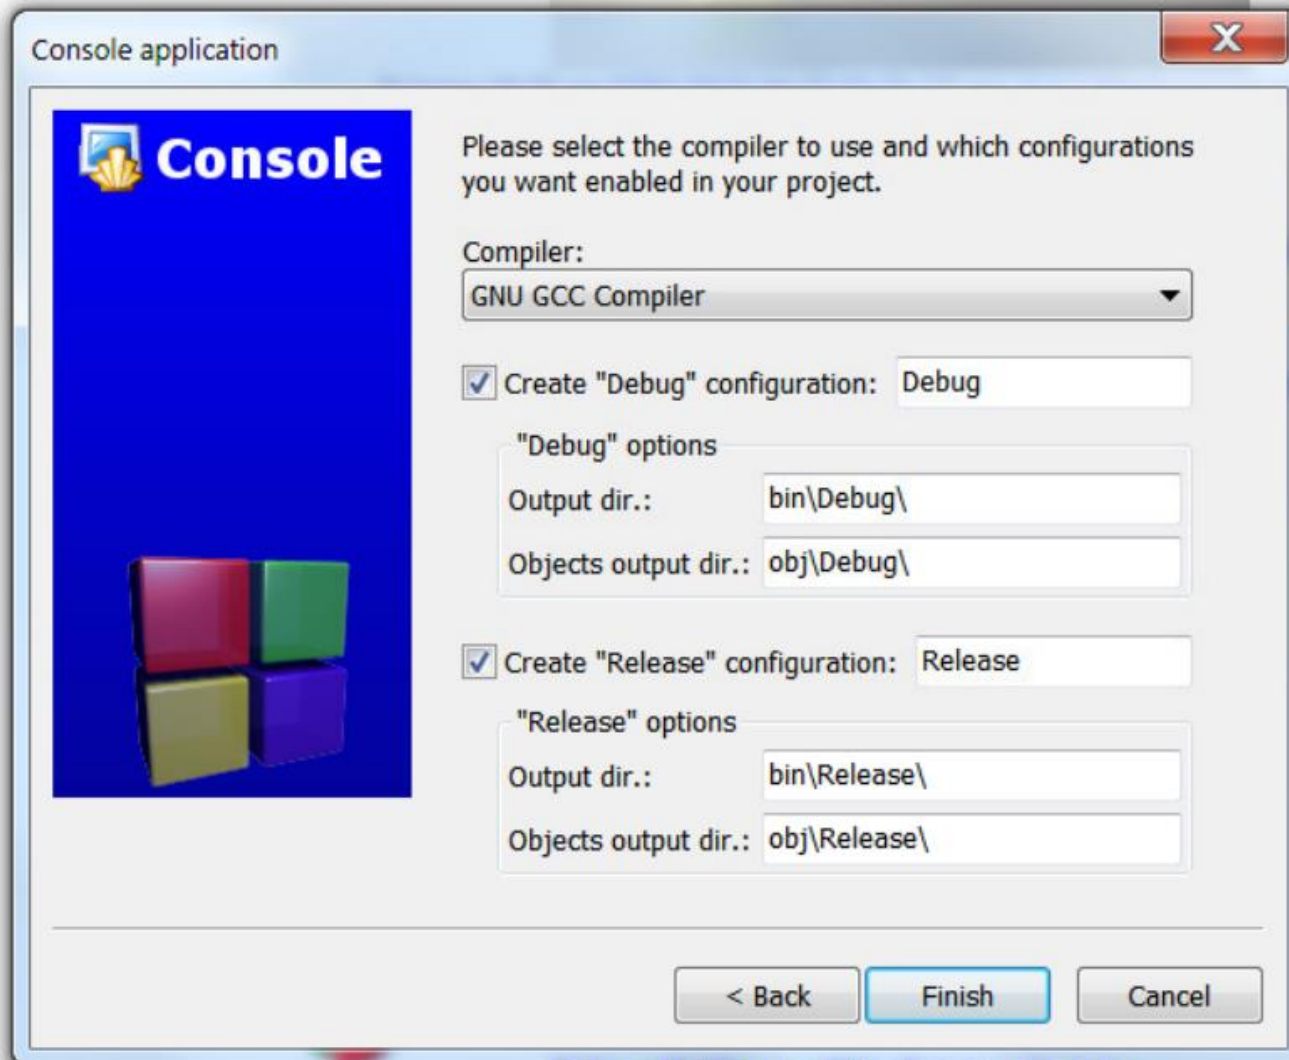 Console application
Console
Please select the compiler to use and which configurations
you want enabled in your project.
Compiler:
GNU GCC Compiler
Create "Debug" configuration: Debug
"Debug" options
Output dir.: bin\Debug\
Objects output dir.: obj\Debug\
Create "Release" configuration: Release
"Release" options
Output dir.: bin\Release\
Objects output dir.: obj\Release\
< Back Finish Cancel